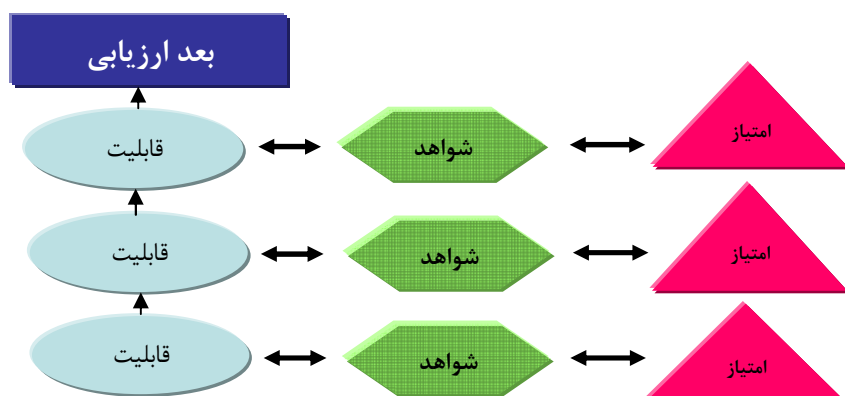 بعد ارزیابی
امتیاز
شواهد
قابلیت
امتیاز
شواهد
قابلیت
امتیاز
شواهد
قابلیت